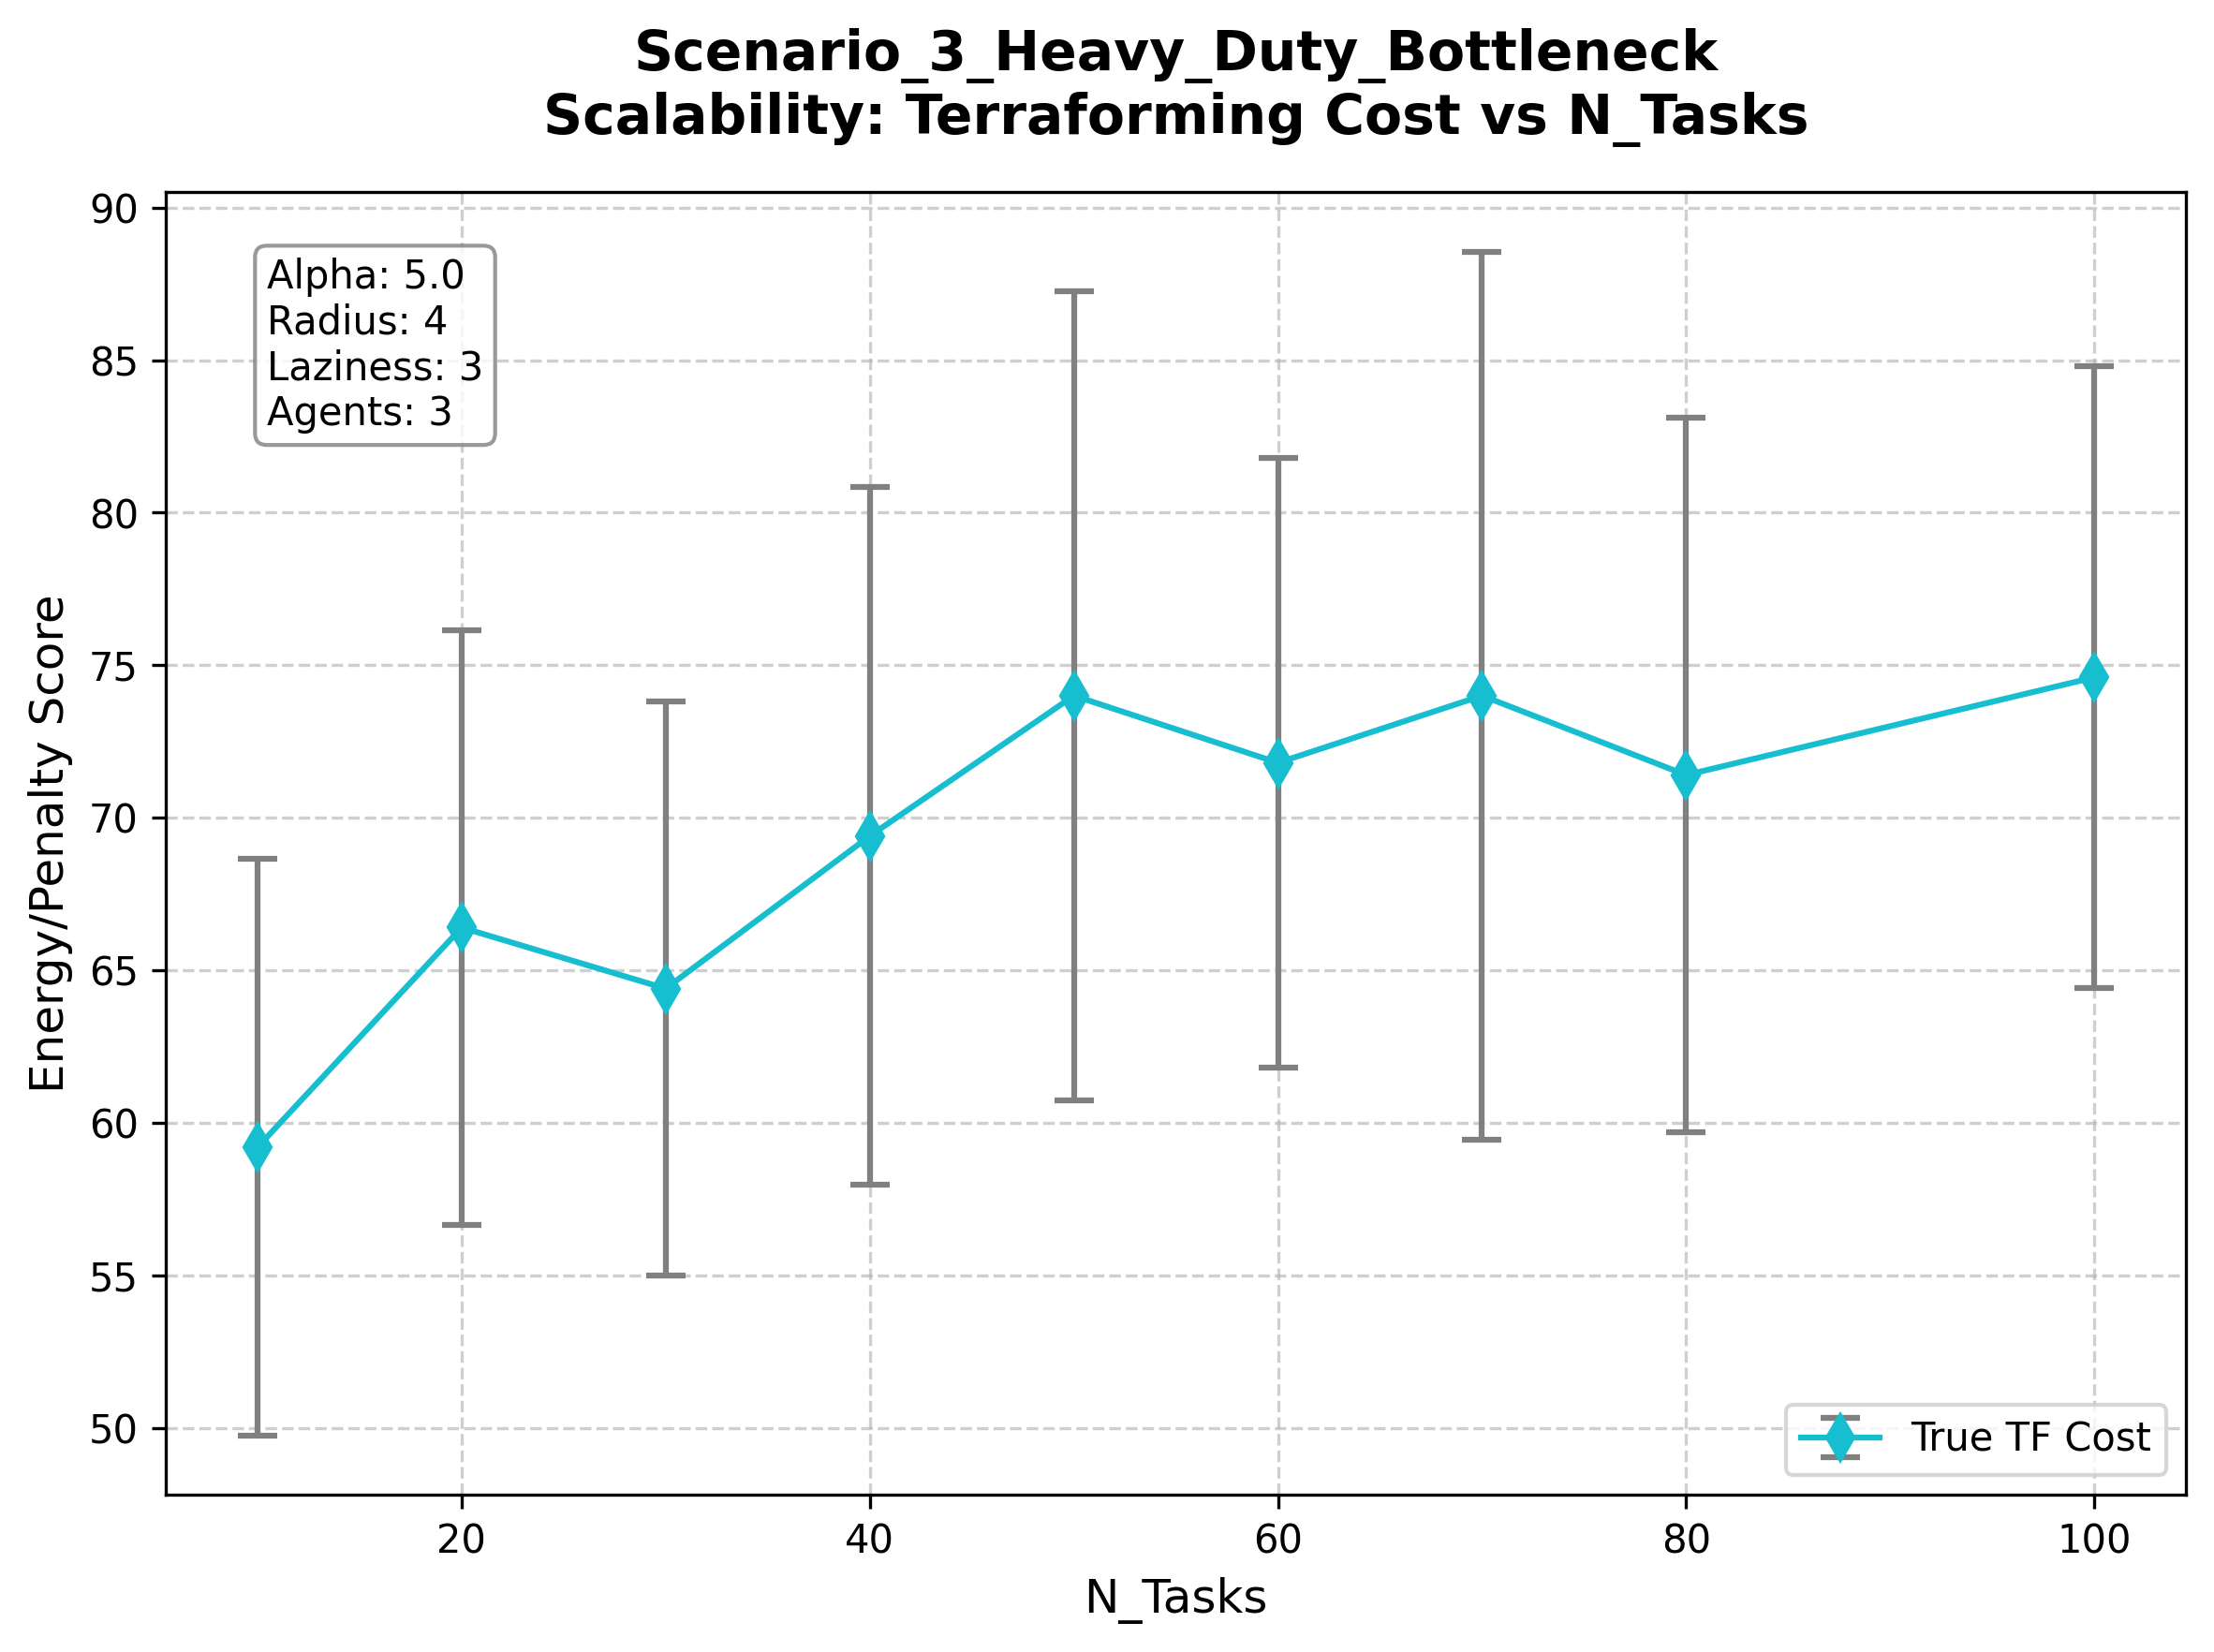 Scenario_3_Heavy_Duty_Bottleneck
Scalability: Terraforming Cost vs N_Tasks
Energy/Penalty Score
90
85
80
75
70
65
60
55
50
Alpha: 5.0
Radius: 4
Laziness: 3
Agents: 3
True TF Cost
20
40
60
80
100
N_Tasks